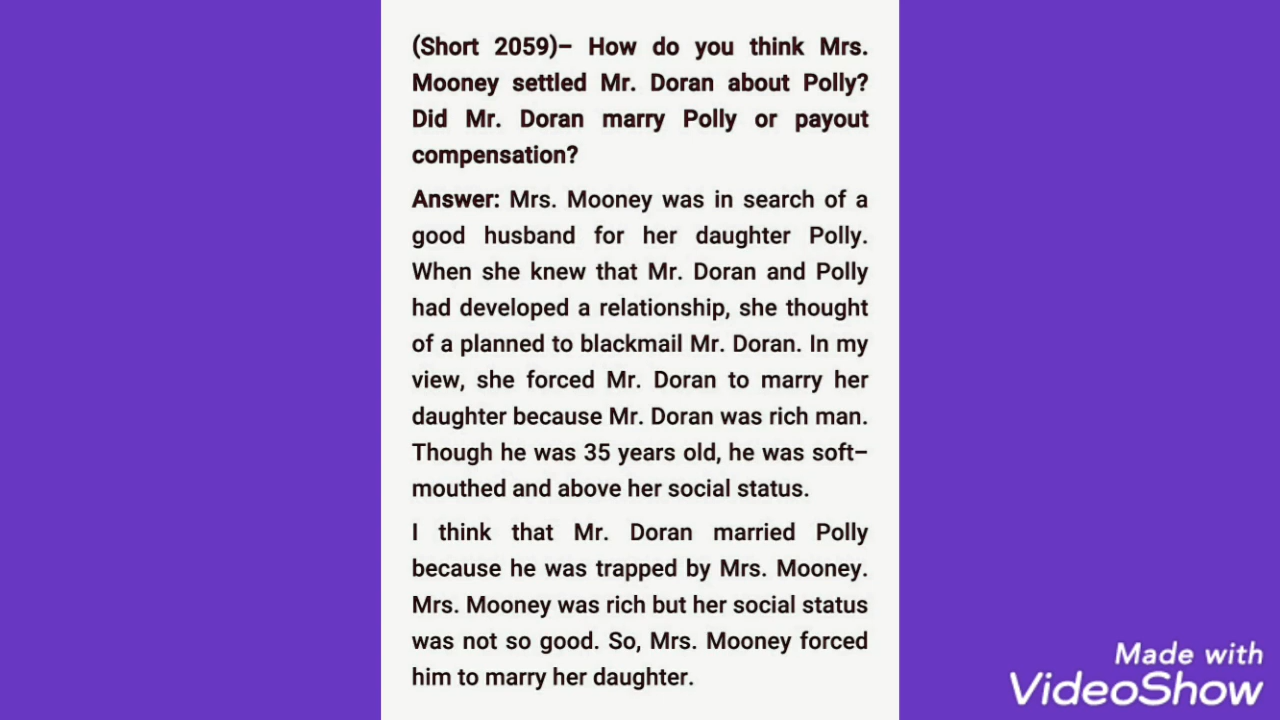 (Short 2059)– How do you think Mrs.
Mooney settled Mr. Doran about Polly?
Did Mr. Doran marry Polly or payout
compensation?
Answer: Mrs. Mooney was in search of a
good husband for her daughter Polly.
When she knew that Mr. Doran and Polly
had developed a relationship, she thought
of a planned to blackmail Mr. Doran. In my
view, she forced Mr. Doran to marry her
daughter because Mr. Doran was rich man.
Though he was 35 years old, he was soft–
mouthed and above her social status.
I think that Mr. Doran married Polly
because he was trapped by Mrs. Mooney.
Mrs. Mooney was rich but her social status
was not so good. So, Mrs. Mooney forced
him to marry her daughter.
Made with
VideoShow